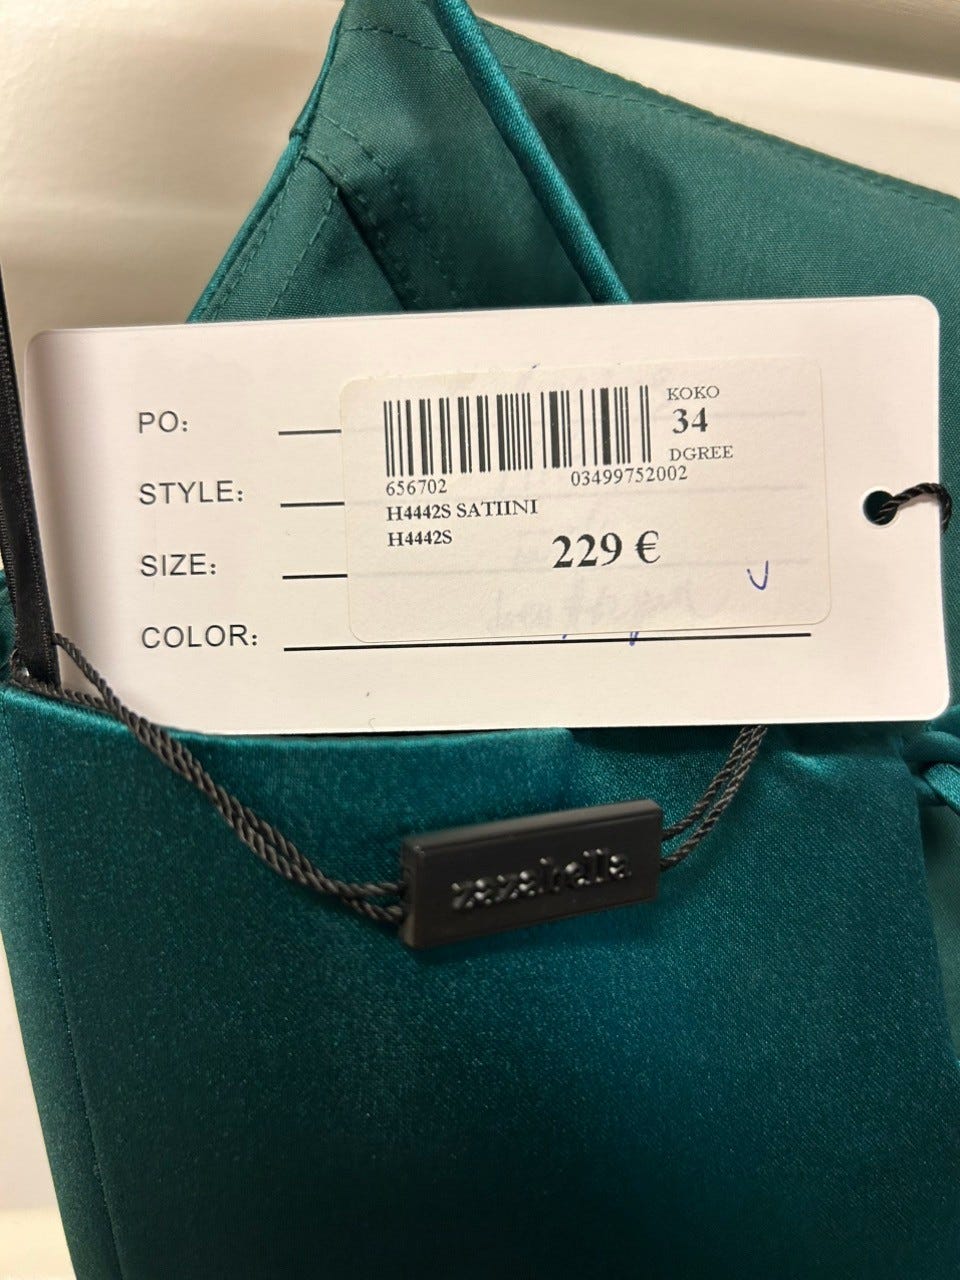 PO:
STYLE:
SIZE:
COLOR:
KOKO
34
DGREE
656702 03499752002
H4442S SATIINI
H4442S
229 €
zazabella